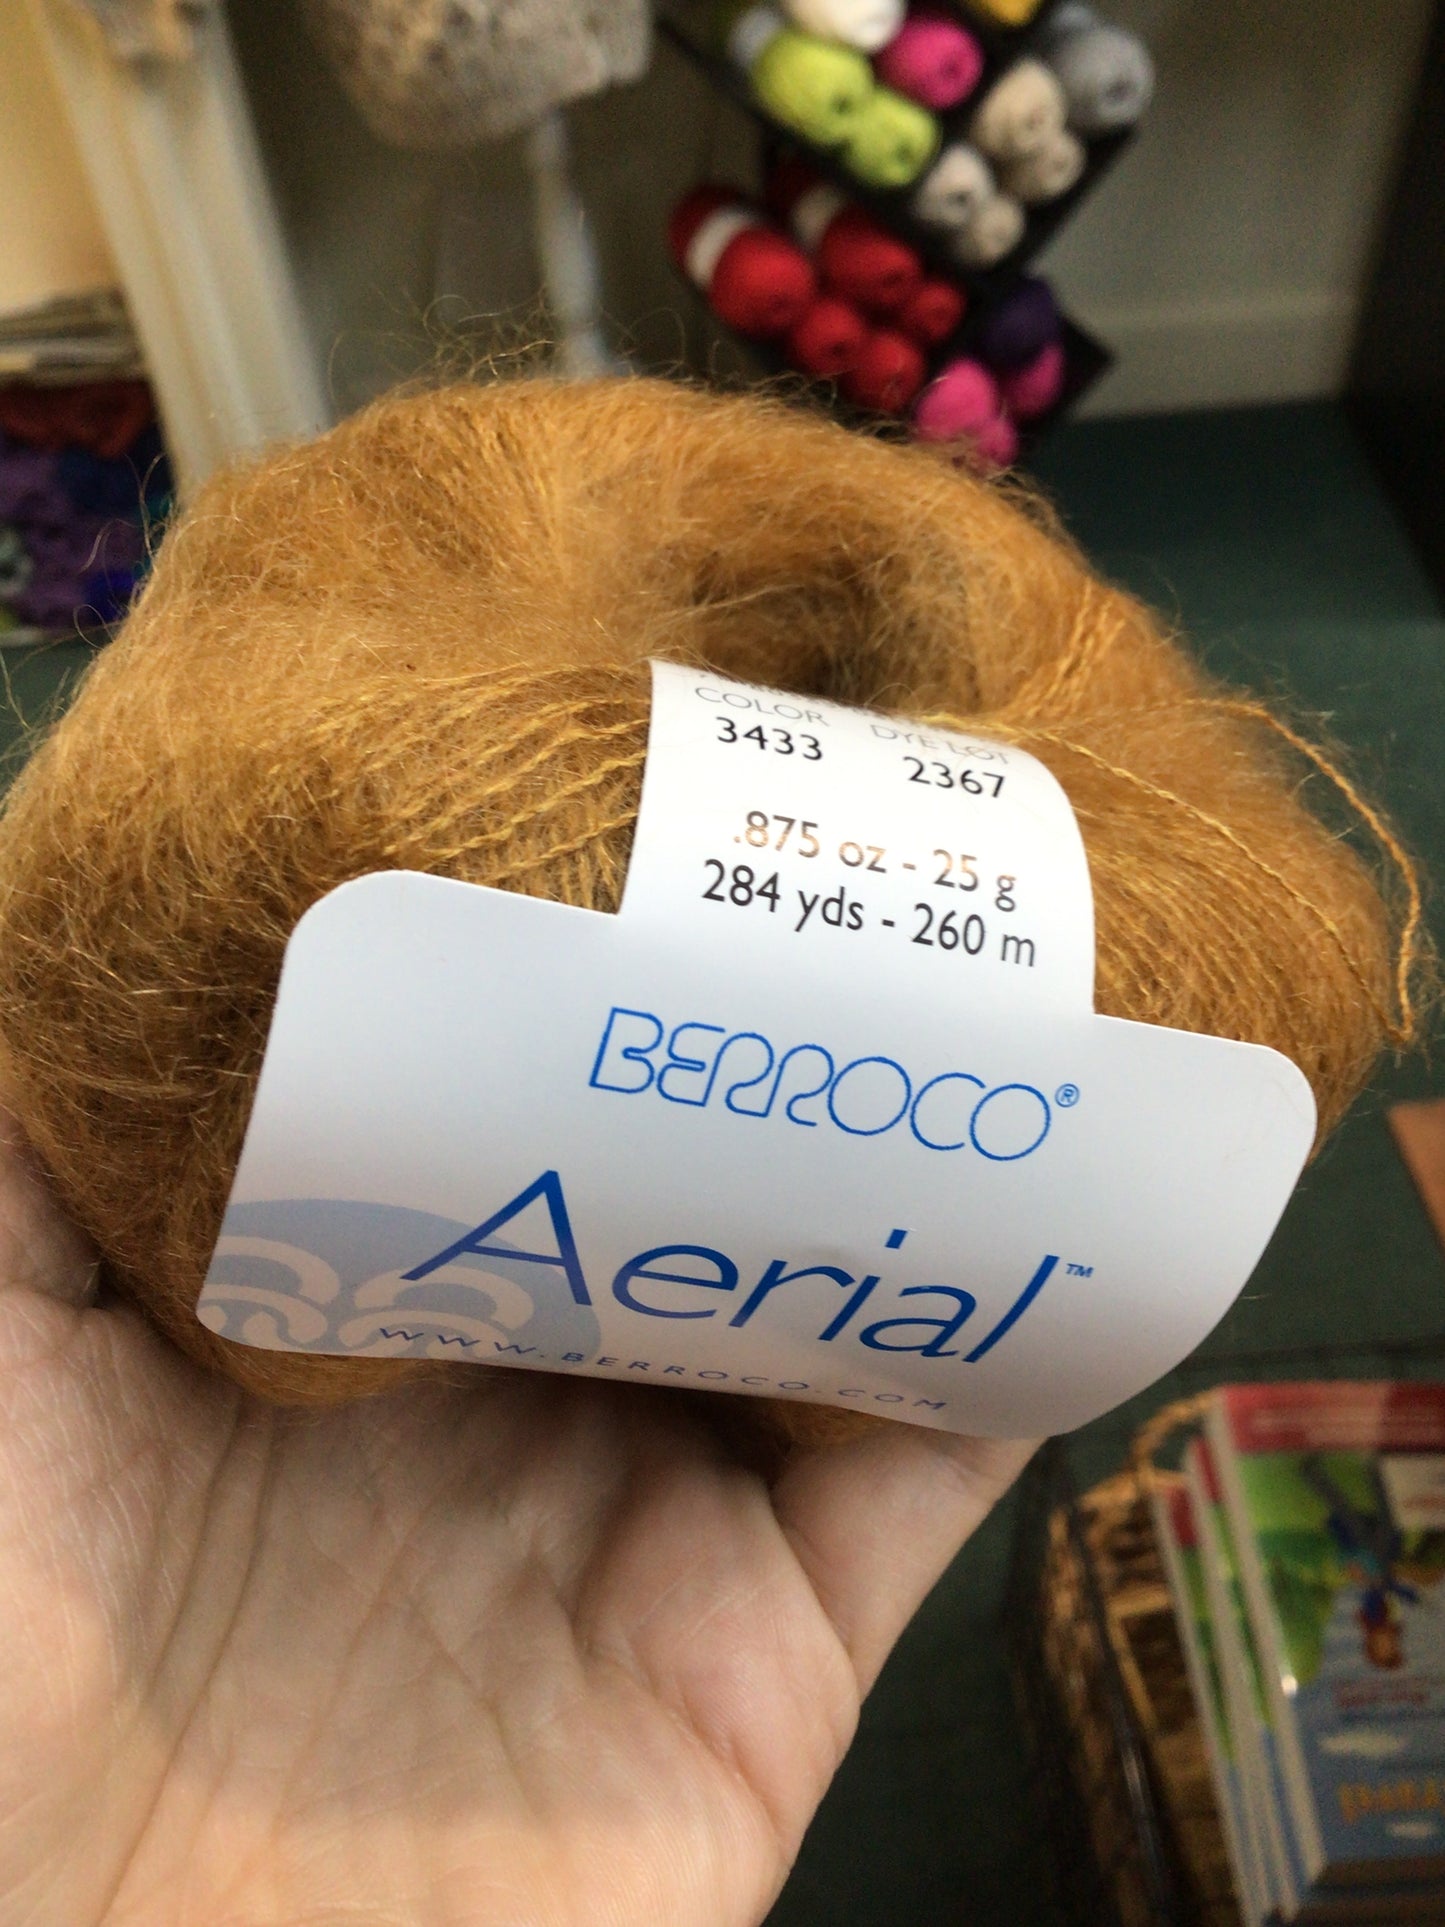 COLOR DYE LOT
3433 2367
.875 oz - 25 g
284 yds - 260 m
BERROCO®
Aerial™
WWW.BERROCO.COM